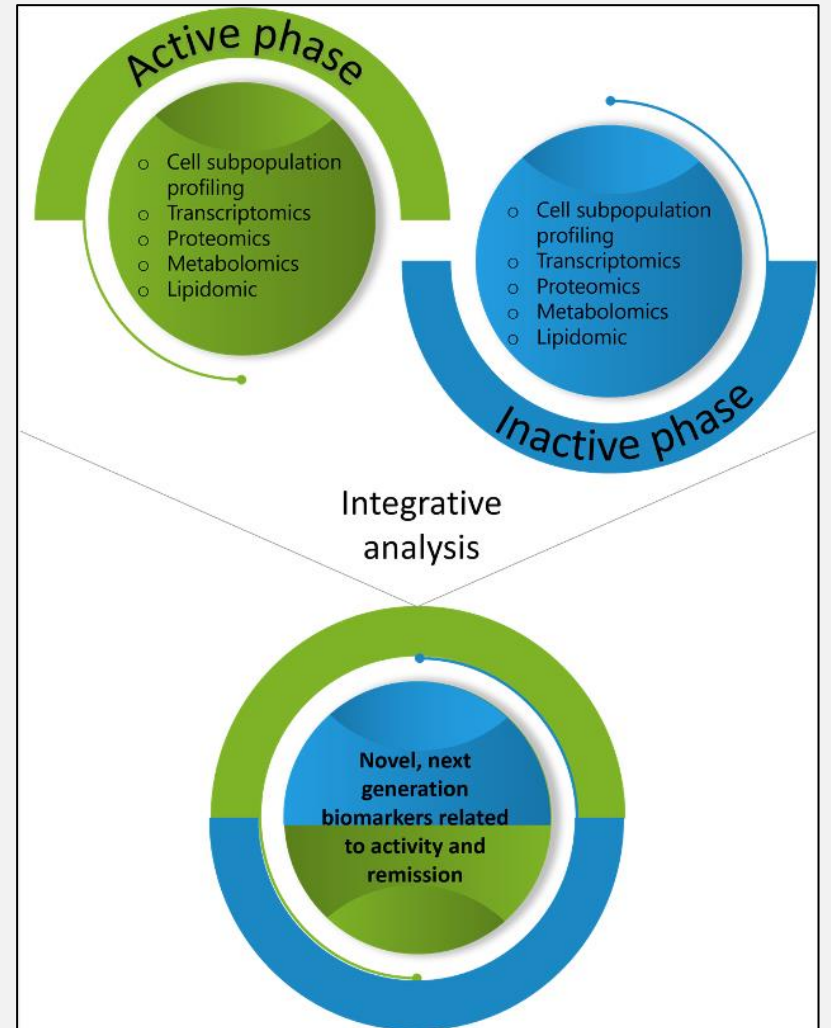 Active phase
o Cell subpopulation
profiling
o Transcriptomics
o Proteomics
o Metabolomics
o Lipidomic
o Cell subpopulation
profiling
o Transcriptomics
o Proteomics
o Metabolomics
o Lipidomic
Inactive phase
Integrative
analysis
Novel, next
generation
biomarkers related
to activity and
remission